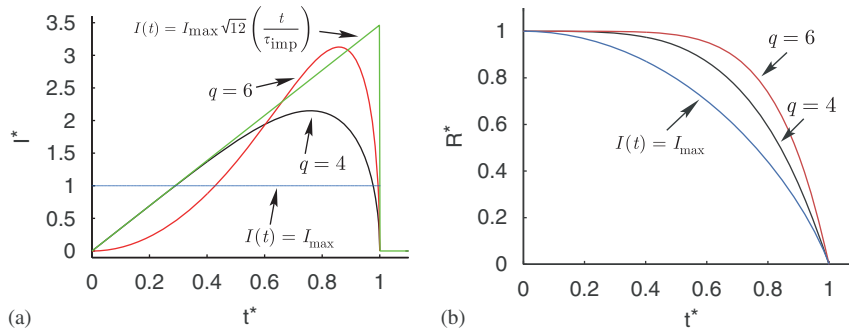 3.5
3
2.5
2
1.5
1
0.5
0
I*
I(t) = I_max √12 ( t / τ_imp )
q = 6
q = 4
I(t) = I_max
0 0.2 0.4 0.6 0.8 1
t*
(a)
1
0.8
0.6
0.4
0.2
0
R*
q = 6
q = 4
I(t) = I_max
0 0.2 0.4 0.6 0.8 1
t*
(b)